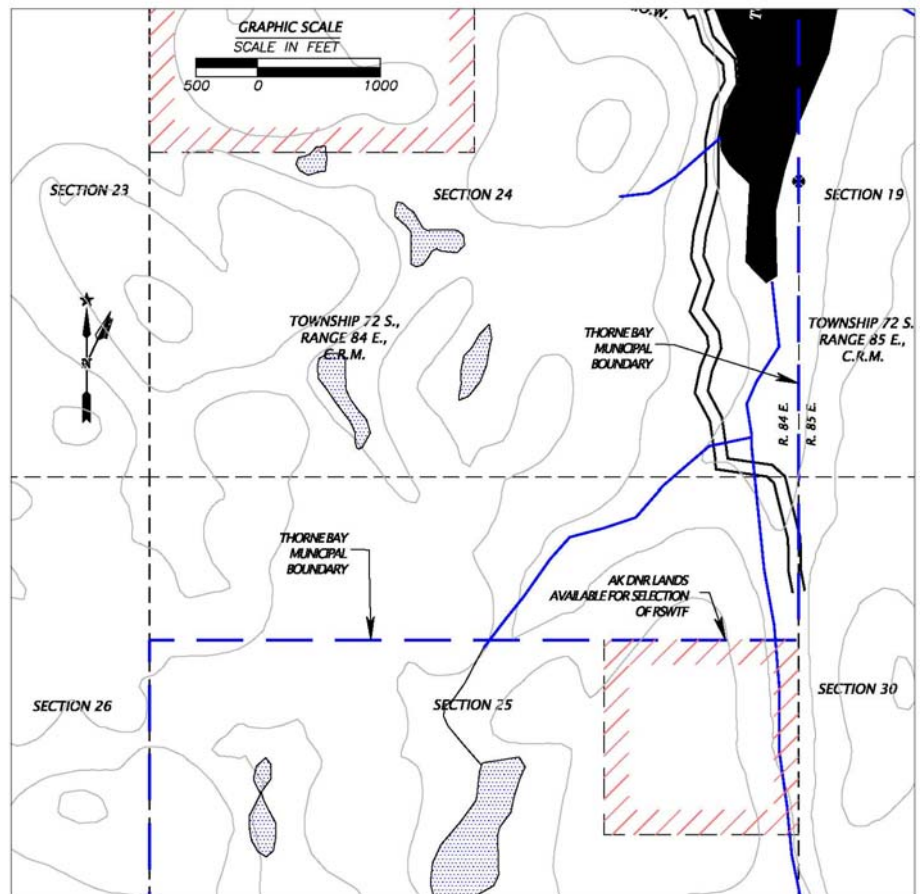 GRAPHIC SCALE
SCALE IN FEET
500 0 1000
SECTION 23
SECTION 24
SECTION 19
TOWNSHIP 72 S.,
RANGE 84 E.,
C.R.M.
THORNE BAY
MUNICIPAL
BOUNDARY
TOWNSHIP 72 S.
RANGE 85 E.,
C.R.M.
N
R. 84 E.
R. 85 E.
THORNE BAY
MUNICIPAL
BOUNDARY
AK DNR LANDS
AVAILABLE FOR SELECTION
OF RSWTF
SECTION 26
SECTION 25
SECTION 30